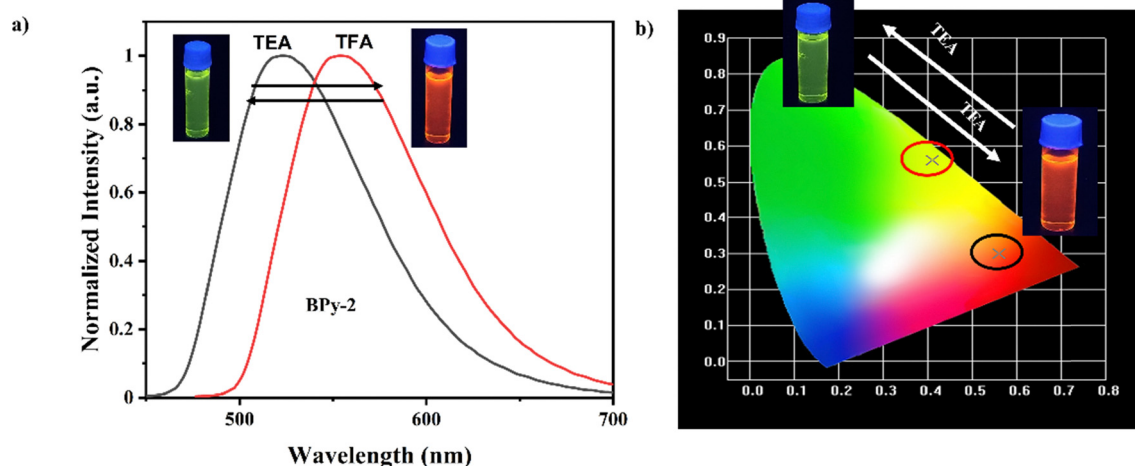 a)
TEA
TFA
1
0.8
0.6
0.4
0.2
0
Normalized Intensity (a.u.)
BPy-2
500
600
700
Wavelength (nm)
b)
TEA
TFA
0.9
0.8
0.7
0.6
0.5
0.4
0.3
0.2
0.1
0.0
0.0 0.1 0.2 0.3 0.4 0.5 0.6 0.7 0.8